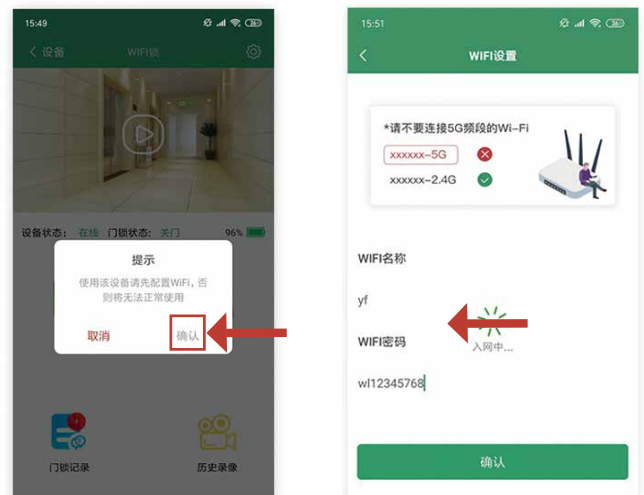 15:49
设备
WIFI锁
设备状态： 在线 门锁状态： 关门
96%
提示
使用该设备请先配置WiFi，否
则将无法正常使用
取消
确认
门锁记录
历史录像
15:51
WIFI设置
*请不要连接5G频段的Wi-Fi
xxxxxx-5G
xxxxxx-2.4G
WIFI名称
yf
WIFI密码
入网中...
wl12345768
确认